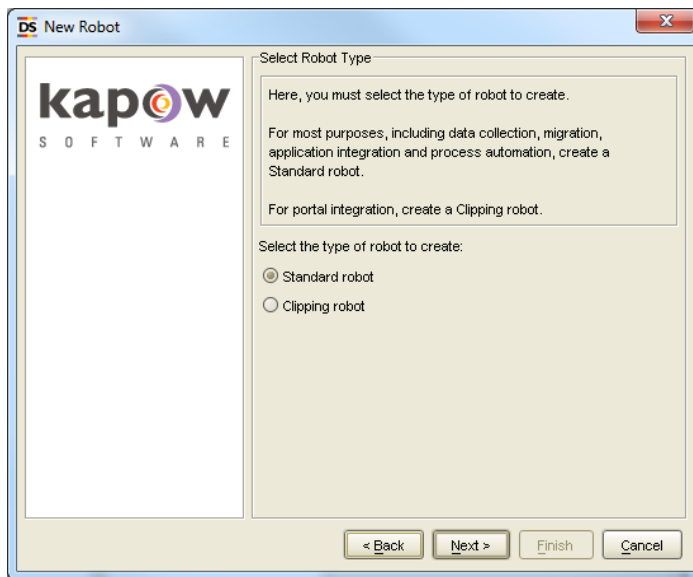 DS New Robot
kapow
SOFTWARE
Select Robot Type
Here, you must select the type of robot to create.
For most purposes, including data collection, migration,
application integration and process automation, create a
Standard robot.
For portal integration, create a Clipping robot.
Select the type of robot to create:
Standard robot
Clipping robot
< Back Next > Finish Cancel